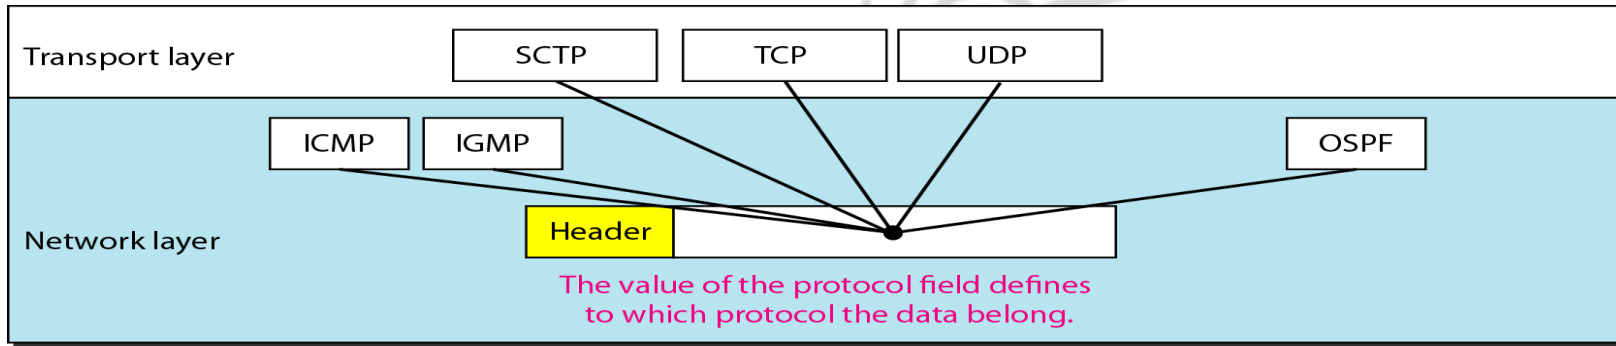 Transport layer
SCTP
TCP
UDP
ICMP
IGMP
OSPF
Network layer
Header
The value of the protocol field defines
to which protocol the data belong.